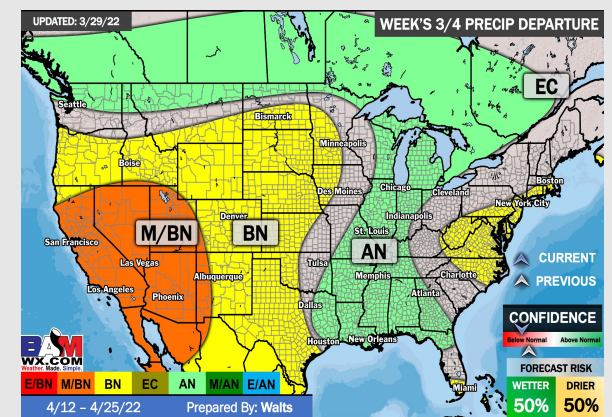 UPDATED: 3/29/22
WEEK'S 3/4 PRECIP DEPARTURE
EC
Seattle
Bismarck
Minneapolis
Boise
Boston
Des Moines
Chicago
Cleveland
New York City
Denver
Indianapolis
M/BN
BN
St. Louis
San Francisco
AN
Las Vegas
Tulsa
CURRENT
Albuquerque
Memphis
Charlotte
PREVIOUS
Los Angeles
Phoenix
Atlanta
Dallas
CONFIDENCE
Houston
New Orleans
Below Normal
Above Normal
BAM
WX.COM
Weather. Made. Simple.
FORECAST RISK
E/BN
M/BN
BN
EC
AN
M/AN
E/AN
Miami
WETTER
DRIER
50%
50%
4/12 – 4/25/22
Prepared By: Walts